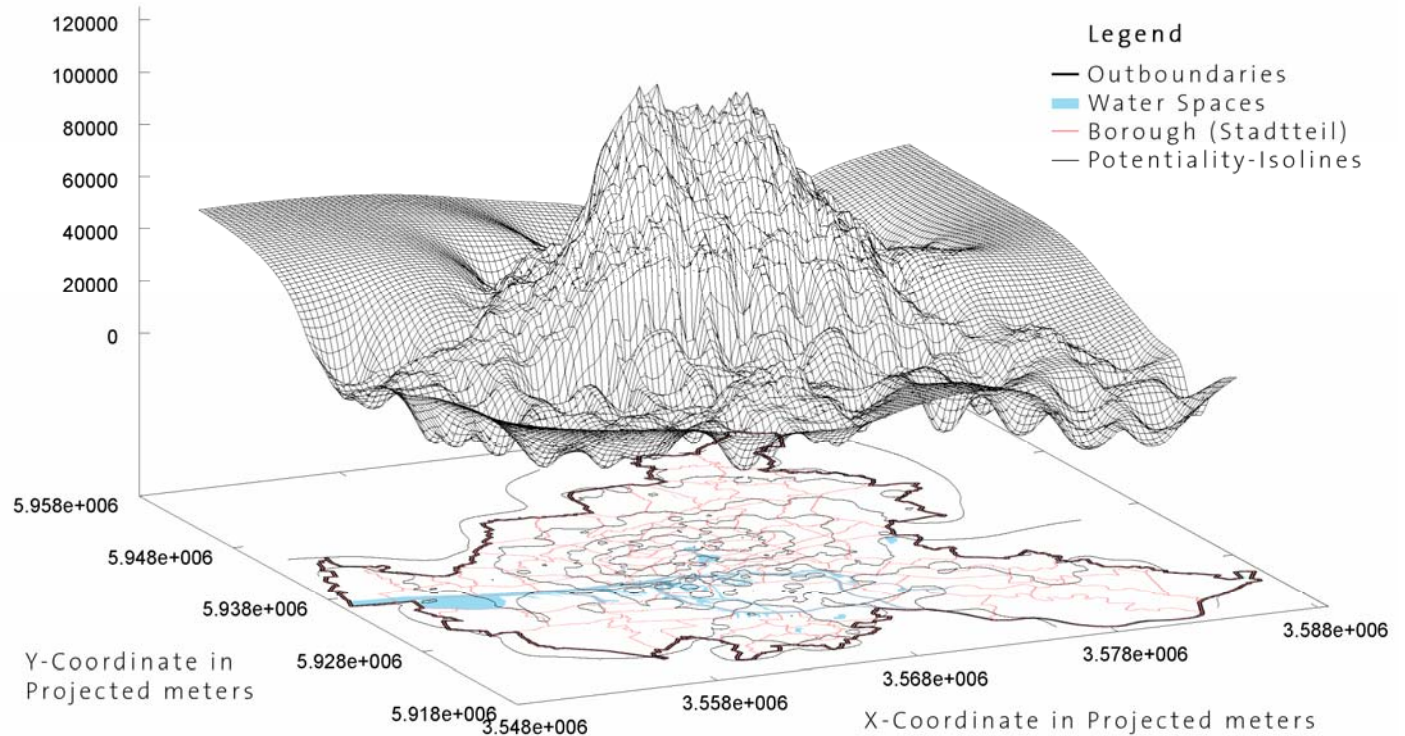 120000
100000
80000
60000
40000
20000
0
Legend
Outboundaries
Water Spaces
Borough (Stadtteil)
Potentiality-Isolines
5.958e+006
5.948e+006
5.938e+006
5.928e+006
5.918e+006
3.548e+006
3.558e+006
3.568e+006
3.578e+006
3.588e+006
Y-Coordinate in
Projected meters
X-Coordinate in Projected meters